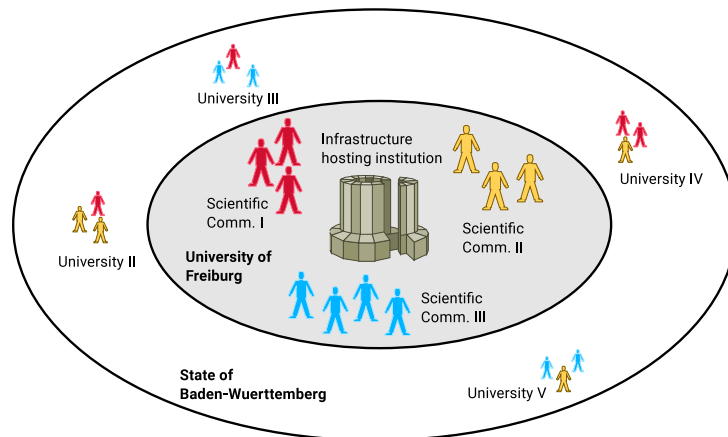 University III
Infrastructure
hosting institution
University IV
Scientific
Comm. I
Scientific
Comm. II
University II
University of
Freiburg
Scientific
Comm. III
State of
Baden-Wuerttemberg
University V